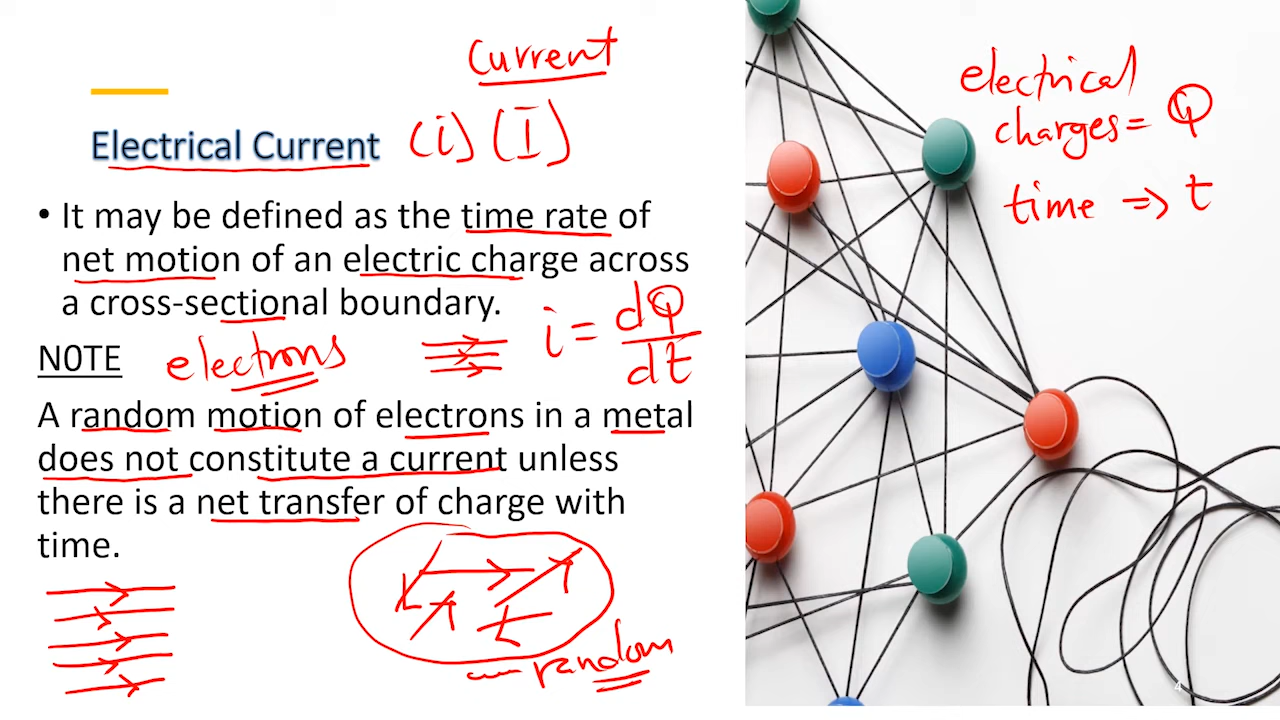 Current
Electrical Current (i) (I)
• It may be defined as the time rate of
net motion of an electric charge across
a cross-sectional boundary.
i = dQ/dt
NOTE electrons
A random motion of electrons in a metal
does not constitute a current unless
there is a net transfer of charge with
time.
random
electrical
charges = Q
time => t
4